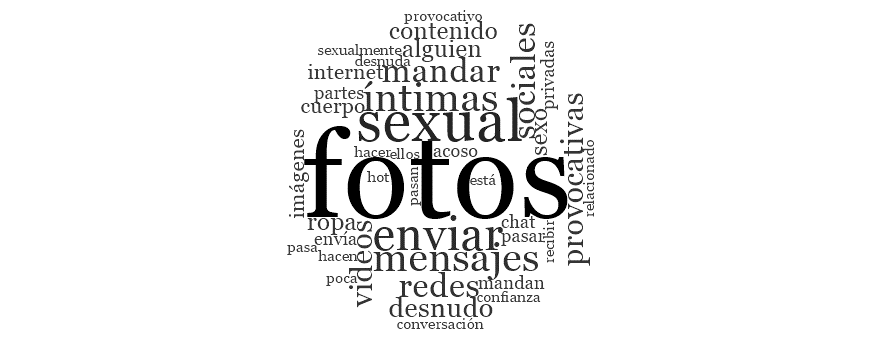 provocativo
contenido
sexualmente
alguien
desnuda
internet
mandar
partes
íntimas
cuerpo
sociales
privadas
sexual
sexo
provocativas
relacionado
imágenes
hacer
ellos
acoso
fotos
hot
pasan
está
ropa
enviar
chat
pasar
recibir
envía
pasa
hacen
mensajes
videos
poca
redes
mandan
confianza
desnudo
conversación